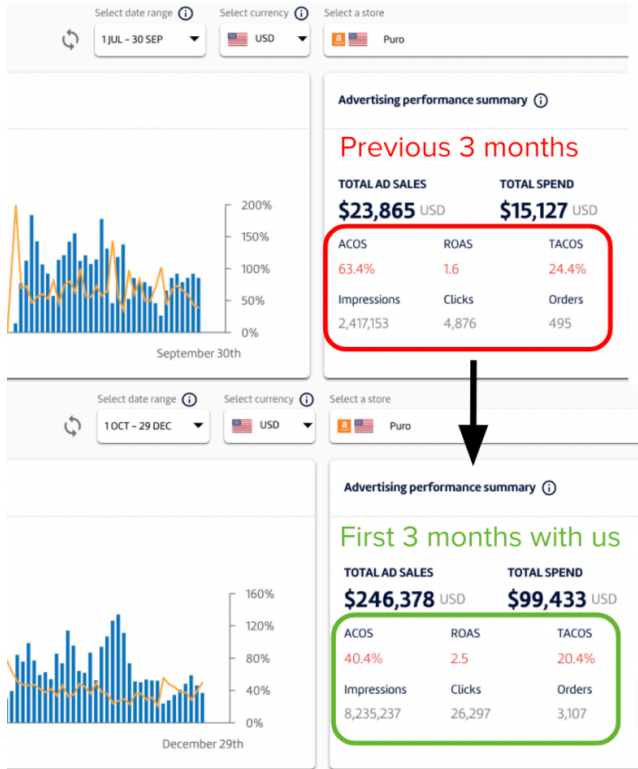 Select date range i Select currency i Select a store
1 JUL - 30 SEP USD a Puro
Advertising performance summary i
Previous 3 months
TOTAL AD SALES TOTAL SPEND
$23,865 USD $15,127 USD
ACOS ROAS TACOS
63.4% 1.6 24.4%
Impressions Clicks Orders
2,417,153 4,876 495
200%
150%
100%
50%
0%
September 30th
Select date range i Select currency i Select a store
1 OCT - 29 DEC USD a Puro
Advertising performance summary i
First 3 months with us
TOTAL AD SALES TOTAL SPEND
$246,378 USD $99,433 USD
ACOS ROAS TACOS
40.4% 2.5 20.4%
Impressions Clicks Orders
8,235,237 26,297 3,107
160%
120%
80%
40%
0%
December 29th